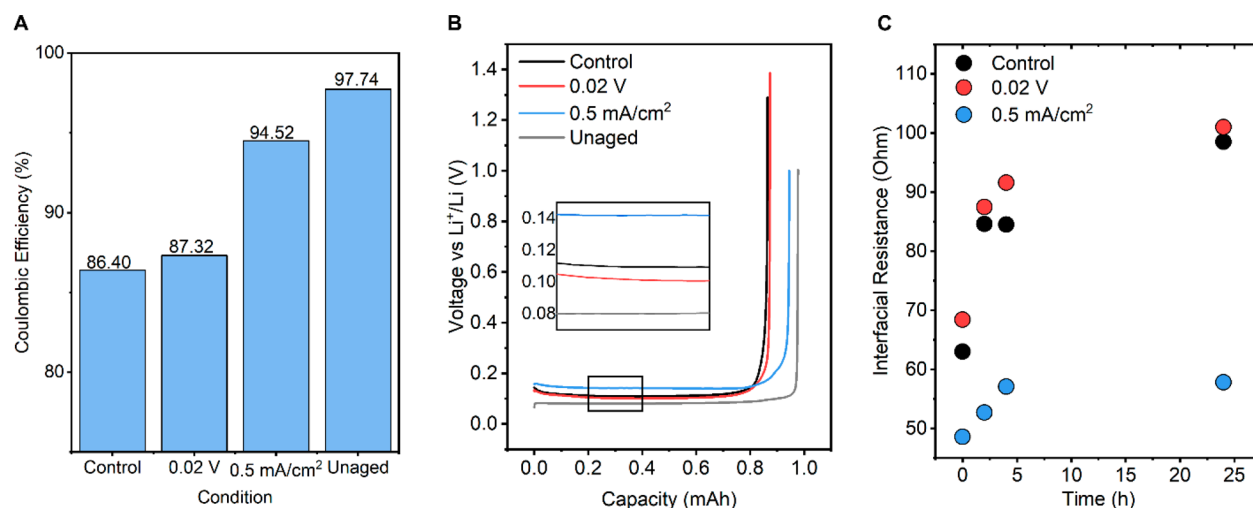 A
Coulombic Efficiency (%)
100
90
80
86.40
87.32
94.52
97.74
Control
0.02 V
0.5 mA/cm²
Unaged
Condition
B
Voltage vs Li⁺/Li (V)
1.4
1.2
1.0
0.8
0.6
0.4
0.2
0.0
Control
0.02 V
0.5 mA/cm²
Unaged
0.14
0.12
0.10
0.08
0.0
0.2
0.4
0.6
0.8
1.0
Capacity (mAh)
C
Interfacial Resistance (Ohm)
110
100
90
80
70
60
50
Control
0.02 V
0.5 mA/cm²
0
5
10
15
20
25
Time (h)